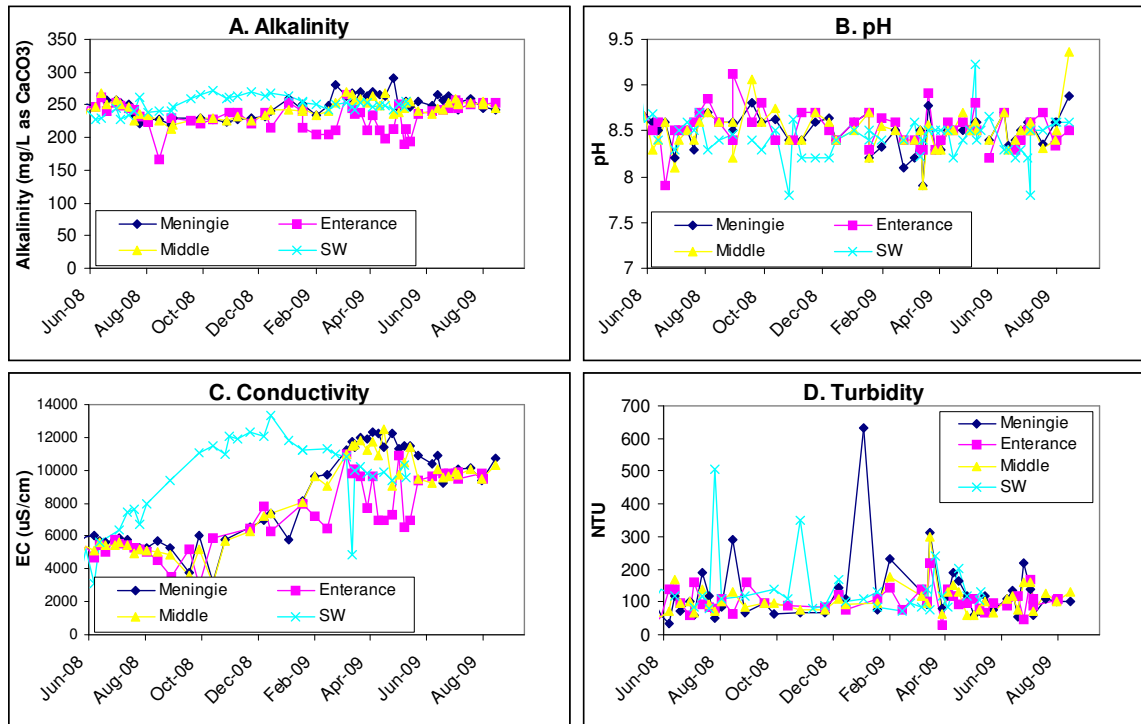 A. Alkalinity
Alkalinity (mg/L as CaCO3)
350
300
250
200
150
100
50
0
Meningie
Enterance
Middle
SW
Jun-08
Aug-08
Oct-08
Dec-08
Feb-09
Apr-09
Jun-09
Aug-09
B. pH
pH
9.5
9
8.5
8
7.5
7
Meningie
Enterance
Middle
SW
Jun-08
Aug-08
Oct-08
Dec-08
Feb-09
Apr-09
Jun-09
Aug-09
C. Conductivity
EC (uS/cm)
14000
12000
10000
8000
6000
4000
2000
0
Meningie
Enterance
Middle
SW
Jun-08
Aug-08
Oct-08
Dec-08
Feb-09
Apr-09
Jun-09
Aug-09
D. Turbidity
NTU
700
600
500
400
300
200
100
0
Meningie
Enterance
Middle
SW
Jun-08
Aug-08
Oct-08
Dec-08
Feb-09
Apr-09
Jun-09
Aug-09